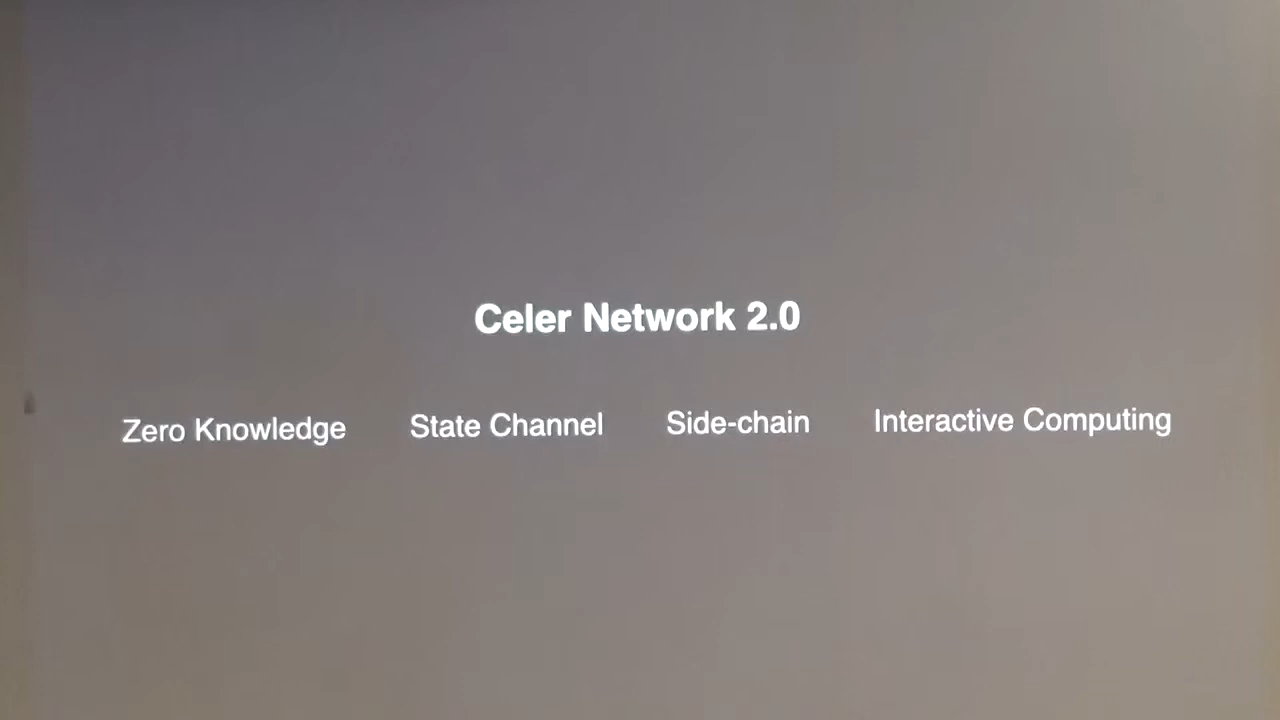 Celer Network 2.0
Zero Knowledge State Channel Side-chain Interactive Computing